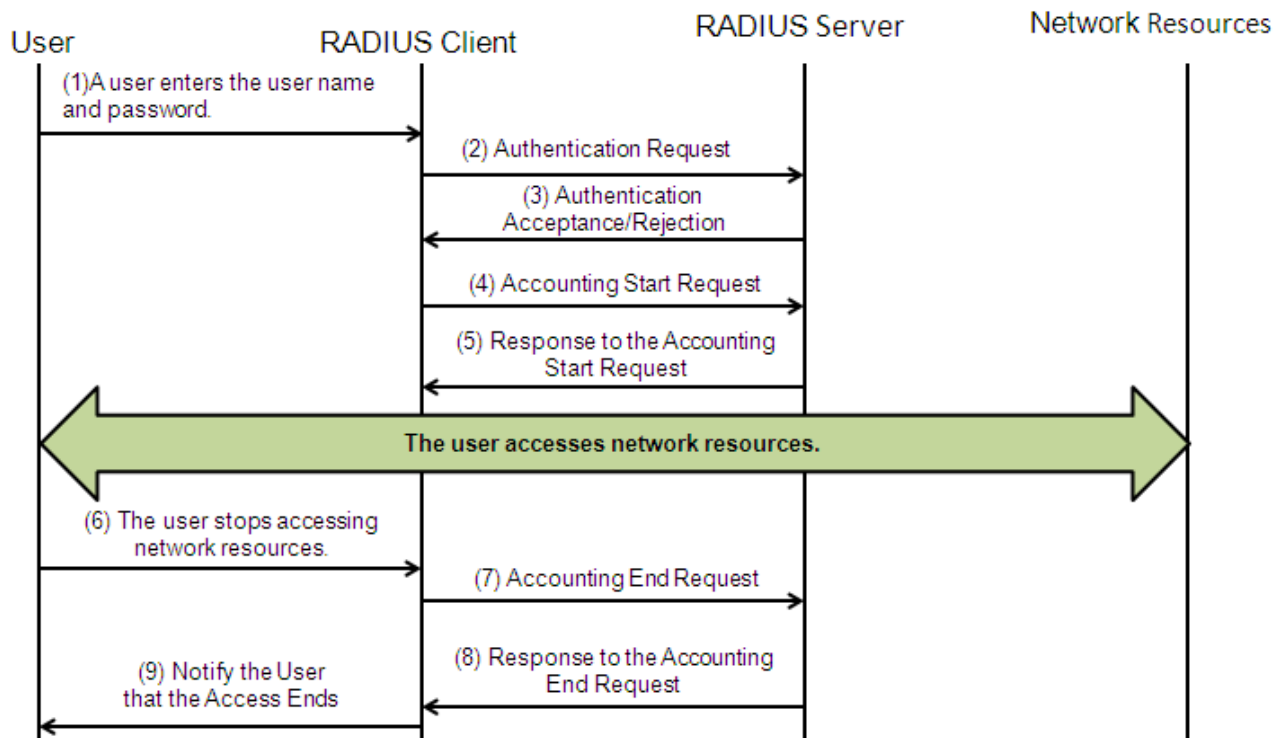 User
RADIUS Client
RADIUS Server
Network Resources
(1)A user enters the user name
and password.
(2) Authentication Request
(3) Authentication
Acceptance/Rejection
(4) Accounting Start Request
(5) Response to the Accounting
Start Request
The user accesses network resources.
(6) The user stops accessing
network resources.
(7) Accounting End Request
(8) Response to the Accounting
End Request
(9) Notify the User
that the Access Ends